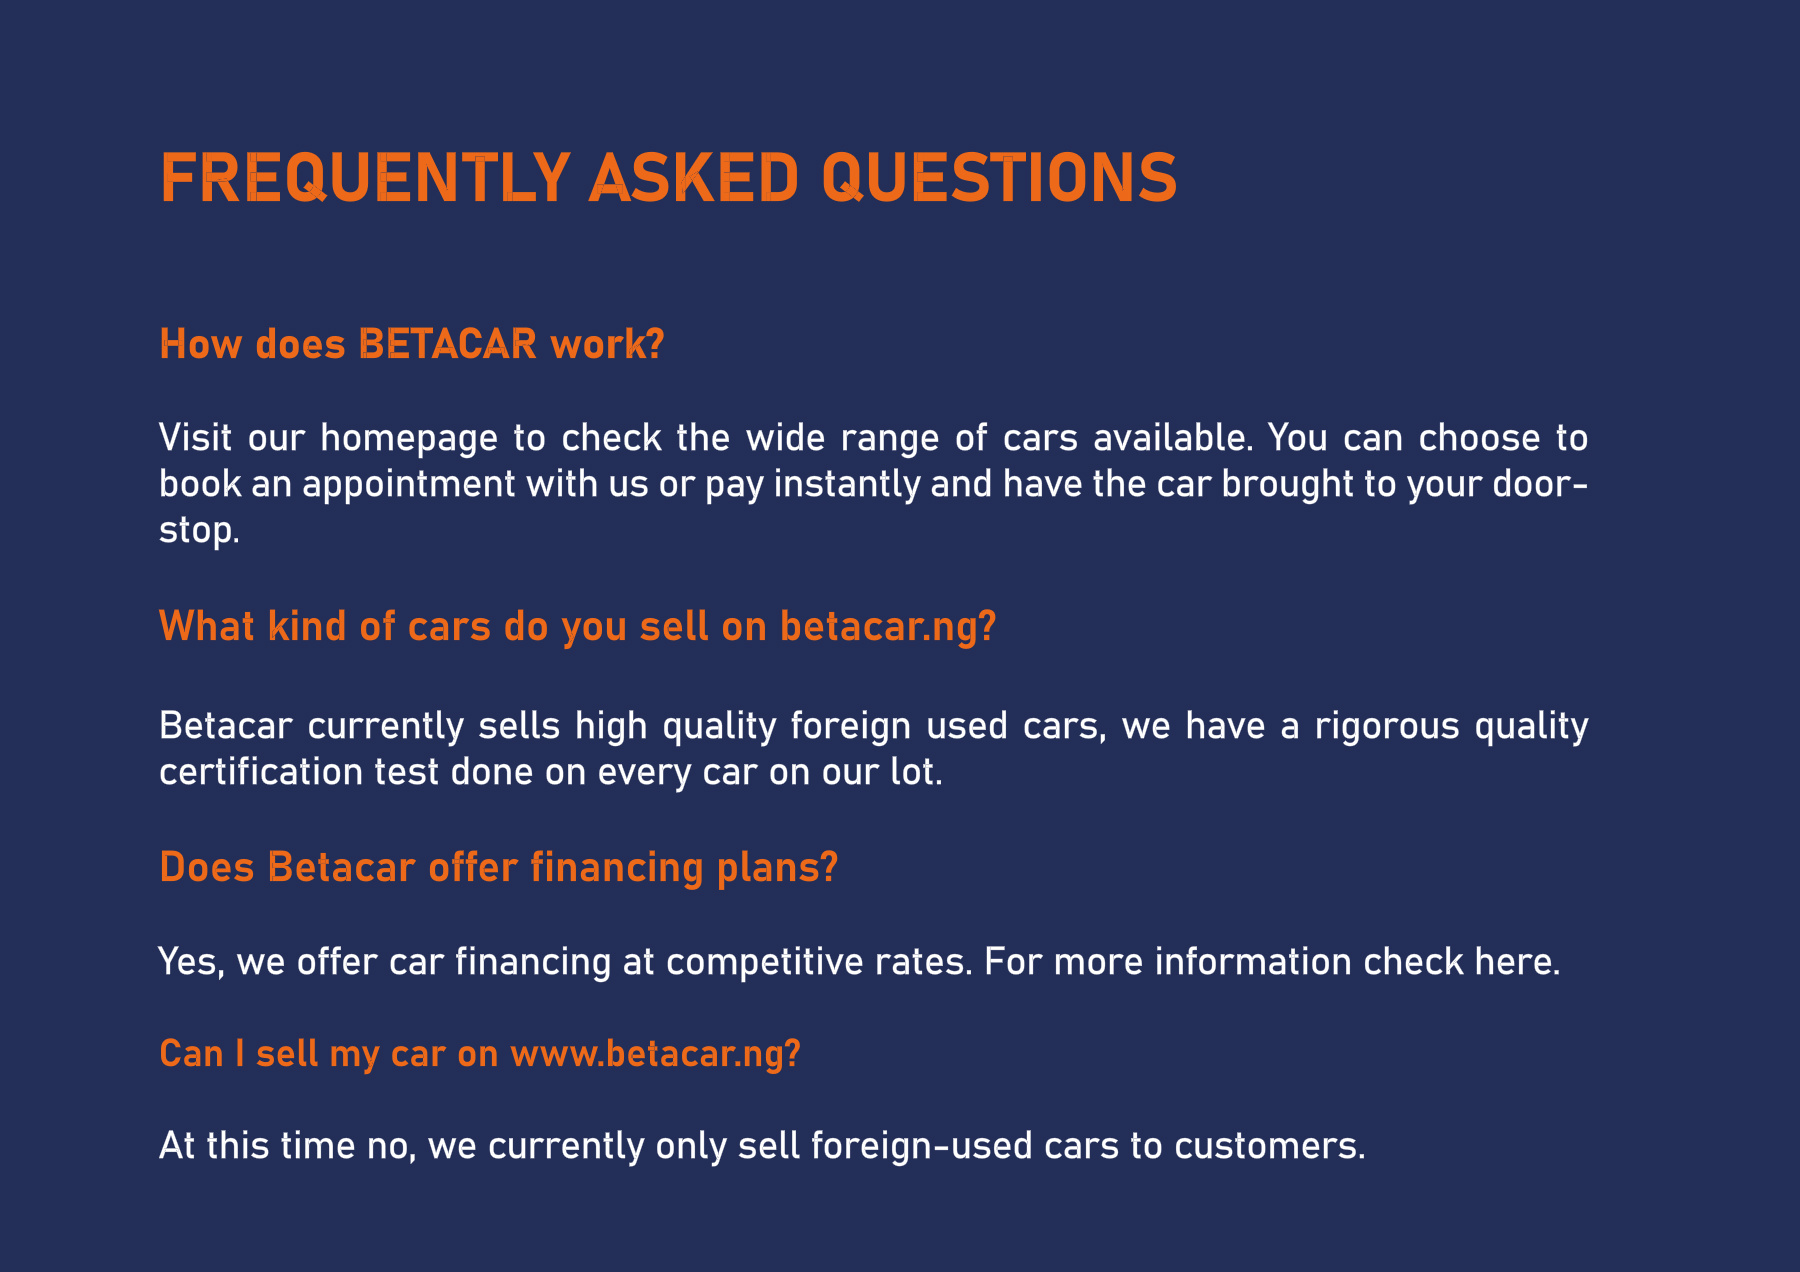 FREQUENTLY ASKED QUESTIONS
How does BETACAR work?
Visit our homepage to check the wide range of cars available. You can choose to
book an appointment with us or pay instantly and have the car brought to your door-
stop.
What kind of cars do you sell on betacar.ng?
Betacar currently sells high quality foreign used cars, we have a rigorous quality
certification test done on every car on our lot.
Does Betacar offer financing plans?
Yes, we offer car financing at competitive rates. For more information check here.
Can I sell my car on www.betacar.ng?
At this time no, we currently only sell foreign-used cars to customers.